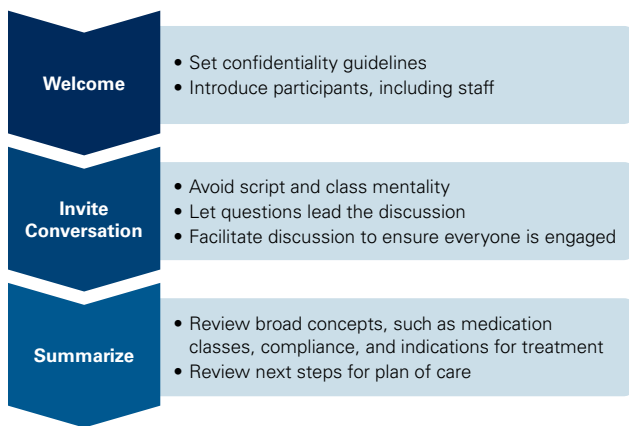 Welcome
• Set confidentiality guidelines
• Introduce participants, including staff
Invite
Conversation
• Avoid script and class mentality
• Let questions lead the discussion
• Facilitate discussion to ensure everyone is engaged
Summarize
• Review broad concepts, such as medication
classes, compliance, and indications for treatment
• Review next steps for plan of care